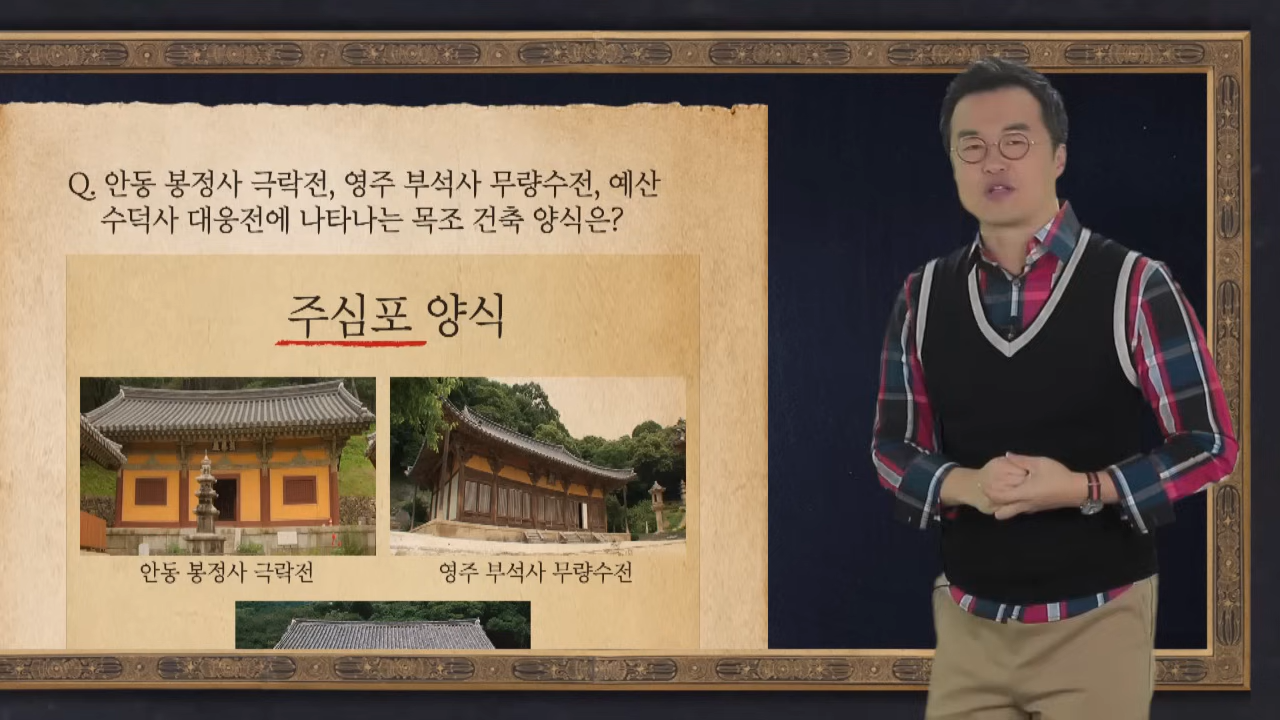 Q. 안동 봉정사 극락전, 영주 부석사 무량수전, 예산
수덕사 대웅전에 나타나는 목조 건축 양식은?
주심포 양식
안동 봉정사 극락전
영주 부석사 무량수전